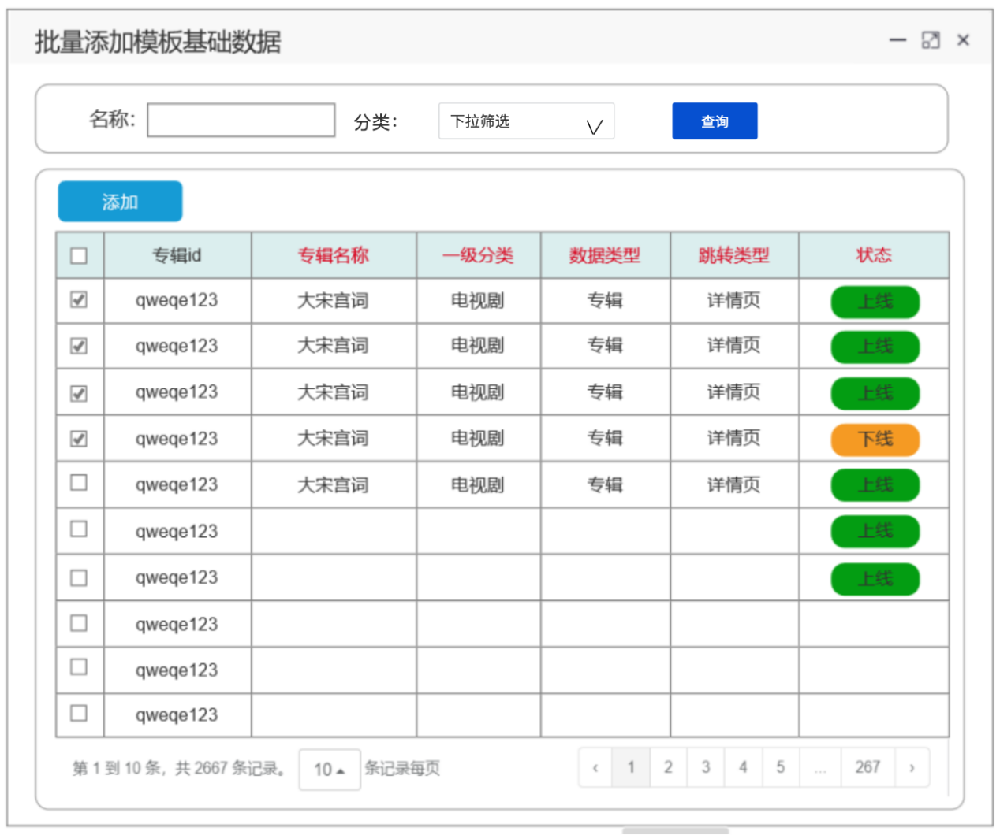 批量添加模板基础数据
名称: 分类： 下拉筛选 查询
添加
专辑id 专辑名称 一级分类 数据类型 跳转类型 状态
qweqe123 大宋宫词 电视剧 专辑 详情页 上线
qweqe123 大宋宫词 电视剧 专辑 详情页 上线
qweqe123 大宋宫词 电视剧 专辑 详情页 上线
qweqe123 大宋宫词 电视剧 专辑 详情页 下线
qweqe123 大宋宫词 电视剧 专辑 详情页 上线
qweqe123 上线
qweqe123 上线
qweqe123
qweqe123
qweqe123
第 1 到 10 条，共 2667 条记录。 10 条记录每页 ‹ 1 2 3 4 5 ... 267 ›